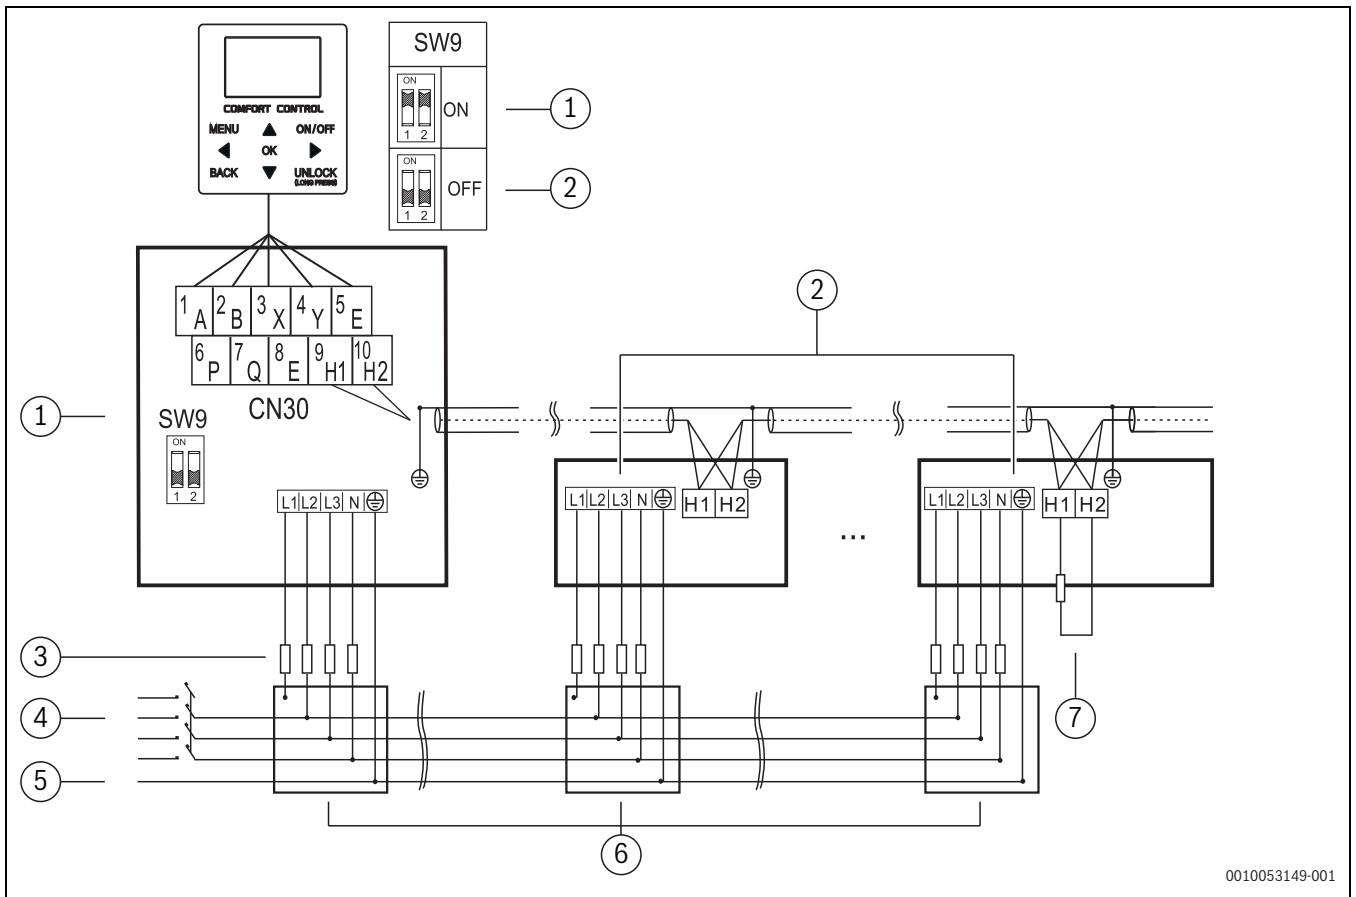 COMFORT CONTROL
MENU ON/OFF
OK
BACK UNLOCK
(LONG PRESS)
SW9
ON
1 2
ON
1
ON
1 2
OFF
2
1 A 2 B 3 X 4 Y 5 E
6 P 7 Q 8 E 9 H1 10 H2
CN30
1
SW9
ON
1 2
L1 L2 L3 N
2
L1 L2 L3 N
H1 H2
...
L1 L2 L3 N
H1 H2
3
4
5
6
7
0010053149-001